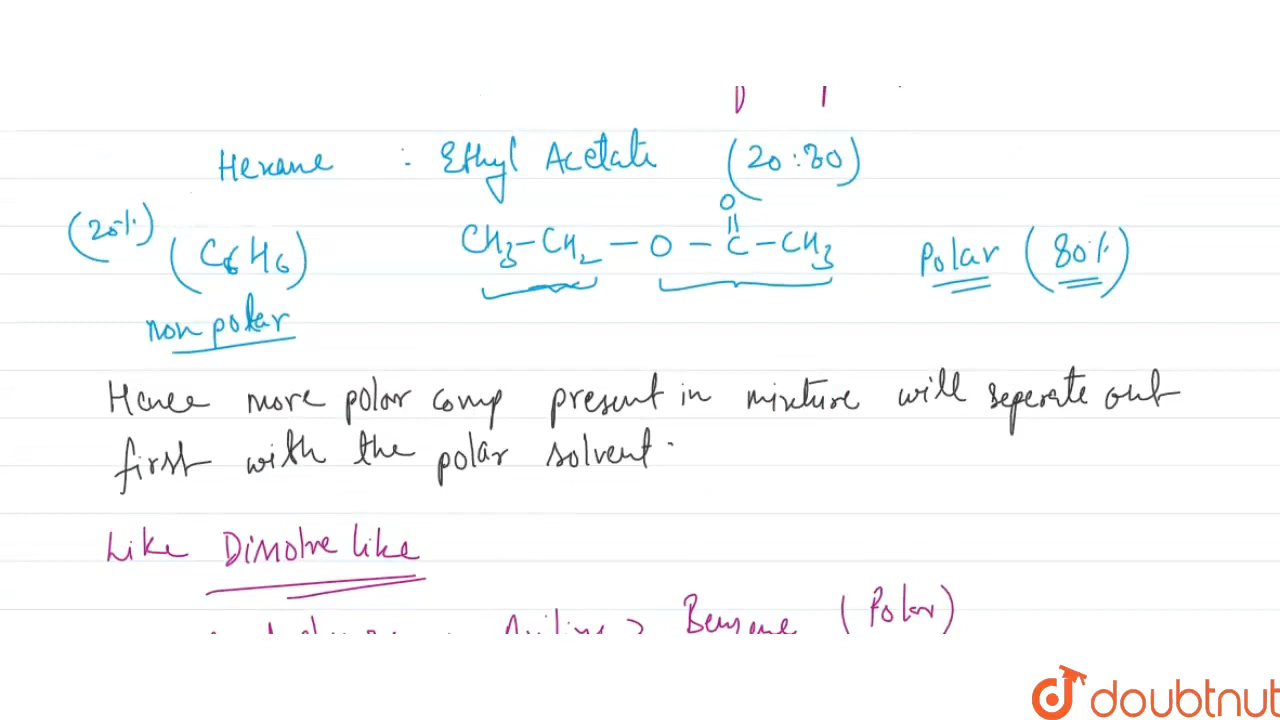 Hexane : Ethyl Acetate (20:80)
(20%) (C6H6) CH3-CH2-O-C-CH3 Polar (80%)
O
non polar
Hence more polar comp present in mixture will seperate out
first with the polar solvent.
Like Dissolve like
Benzene (Polar)
doubtnut